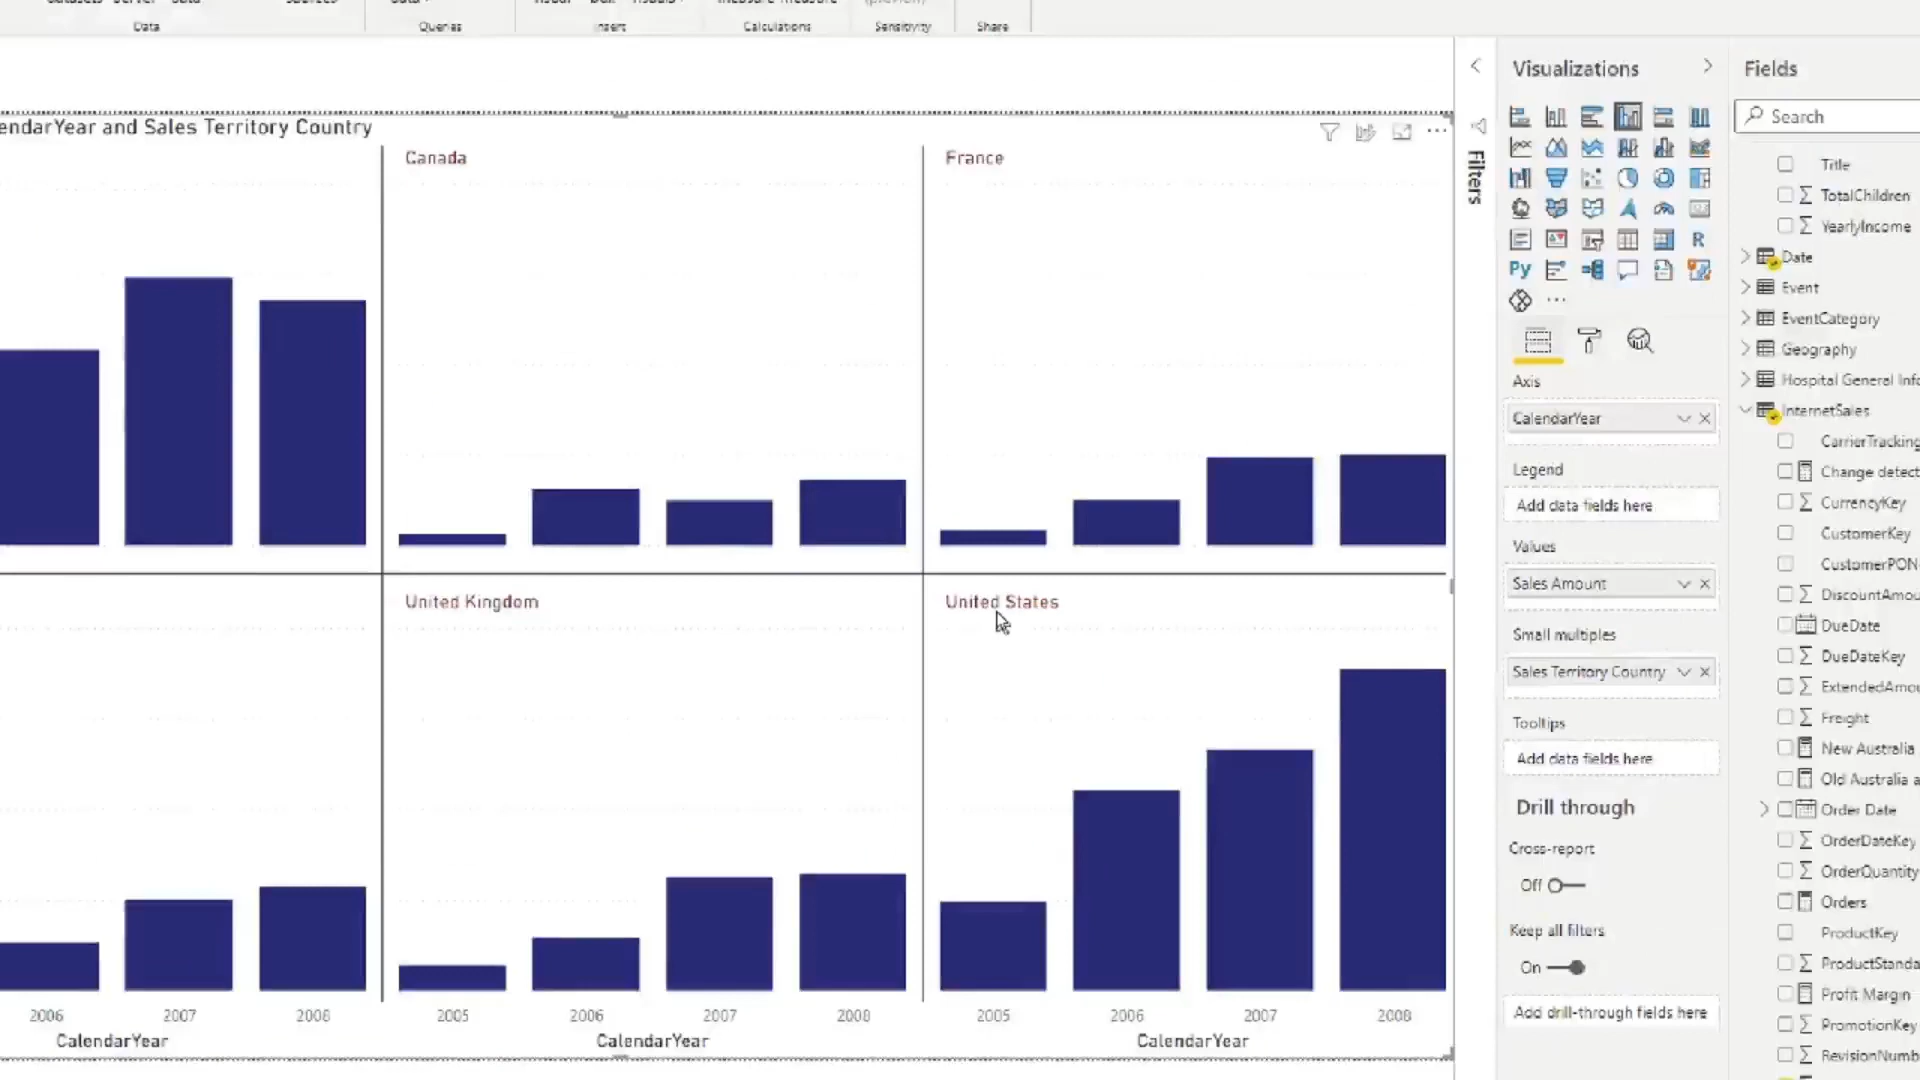 Data
Queries
Insert
Calculations
Sensitivity
Share
endarYear and Sales Territory Country
Canada
France
United Kingdom
United States
2006
2007
2008
2005
2006
2007
2008
2005
2006
2007
2008
CalendarYear
CalendarYear
CalendarYear
Filters
Visualizations
R
Py
Axis
CalendarYear
Legend
Add data fields here
Values
Sales Amount
Small multiples
Sales Territory Country
Tooltips
Add data fields here
Drill through
Cross-report
Off
Keep all filters
On
Add drill-through fields here
Fields
Search
Title
TotalChildren
YearlyIncome
Date
Event
EventCategory
Geography
Hospital General Info
InternetSales
CarrierTracking
Change detect
CurrencyKey
CustomerKey
CustomerPON
DiscountAmou
DueDate
DueDateKey
ExtendedAmou
Freight
New Australia
Old Australia a
Order Date
OrderDateKey
OrderQuantity
Orders
ProductKey
ProductStanda
Profit Margin
PromotionKey
RevisionNumb